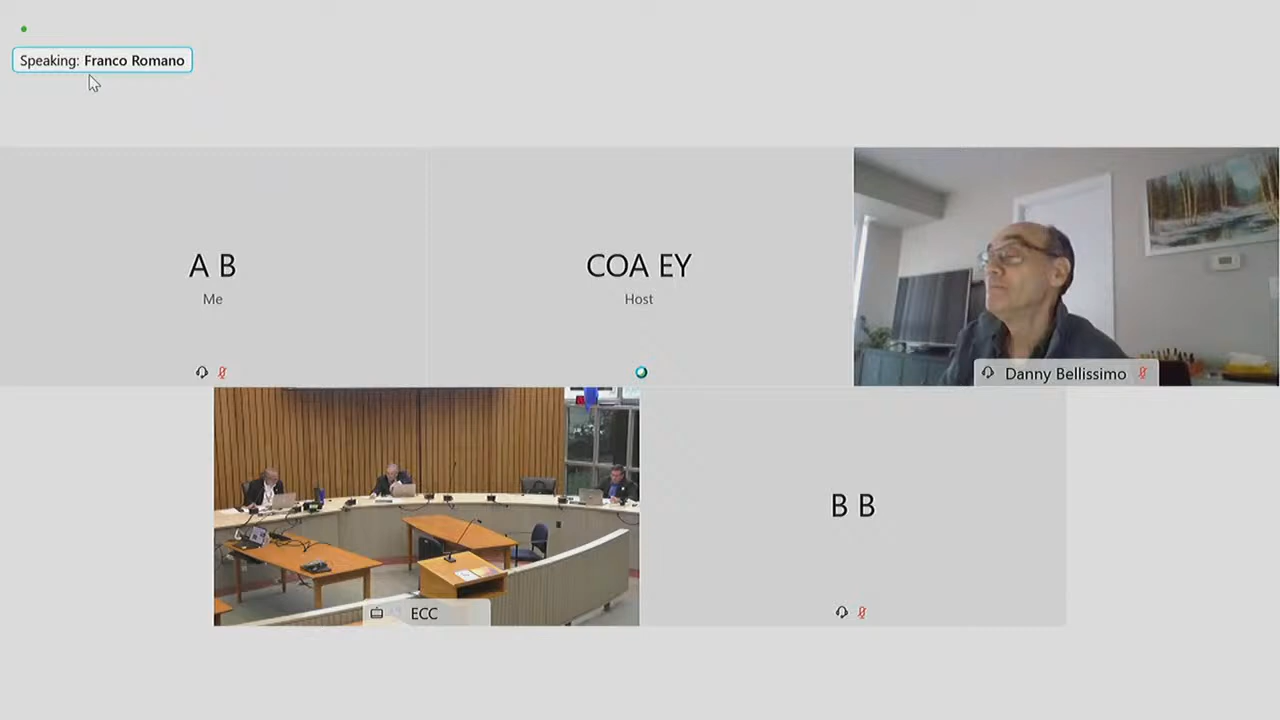 Speaking: Franco Romano
A B
Me
COA EY
Host
Danny Bellissimo
ECC
B B